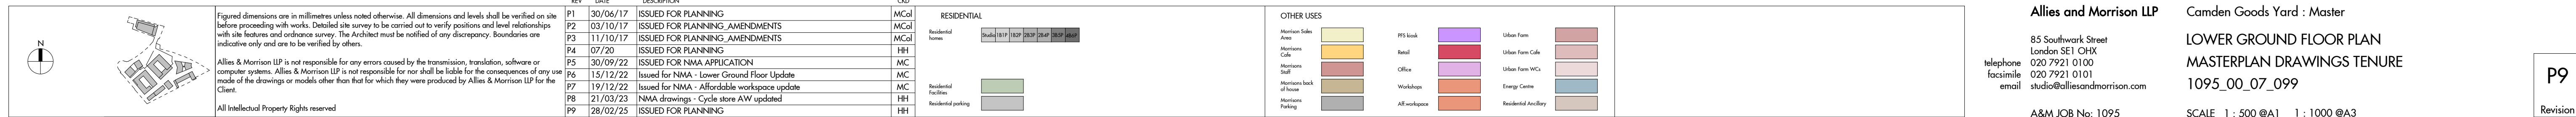 N
Figured dimensions are in millimetres unless noted otherwise. All dimensions and levels shall be verified on site
before proceeding with works. Detailed site survey to be carried out to verify positions and level relationships
with site features and ordnance survey. The Architect must be notified of any discrepancy. Boundaries are
indicative only and are to be verified by others.
Allies & Morrison LLP is not responsible for any errors caused by the transmission, translation, software or
computer systems. Allies & Morrison LLP is not responsible for nor shall be liable for the consequences of any use
made of the drawings or models other than that for which they were produced by Allies & Morrison LLP for the
Client.
All Intellectual Property Rights reserved
REV DATE DESCRIPTION CKD
P1 30/06/17 ISSUED FOR PLANNING MCol
P2 03/10/17 ISSUED FOR PLANNING_AMENDMENTS MCol
P3 11/10/17 ISSUED FOR PLANNING_AMENDMENTS MCol
P4 07/20 ISSUED FOR PLANNING HH
P5 30/09/22 ISSUED FOR NMA APPLICATION MC
P6 15/12/22 Issued for NMA - Lower Ground Floor Update MC
P7 19/12/22 Issued for NMA - Affordable workspace update MC
P8 21/03/23 NMA drawings - Cycle store AW updated HH
P9 28/02/25 ISSUED FOR PLANNING HH
RESIDENTIAL
Residential
homes
Studio 1B1P 1B2P 2B3P 2B4P 3B5P 4B6P
Residential
Facilities
Residential parking
OTHER USES
Morrison Sides
Area
Morrisons
Cafe
Morrisons
Staff
Morrisons back
of house
Morrisons
Parking
PFS kiosk
Retail
Office
Workshops
Aff.workspace
Urban Farm
Urban Farm Cafe
Urban Farm WCs
Energy Centre
Residential Ancillary
Allies and Morrison LLP
85 Southwark Street
London SE1 OHX
telephone 020 7921 0100
facsimile 020 7921 0101
email studio@alliesandmorrison.com
A&M JOB No: 1095
Camden Goods Yard : Master
LOWER GROUND FLOOR PLAN
MASTERPLAN DRAWINGS TENURE
1095_00_07_099
SCALE 1 : 500 @A1 1 : 1000 @A3
P9
Revision